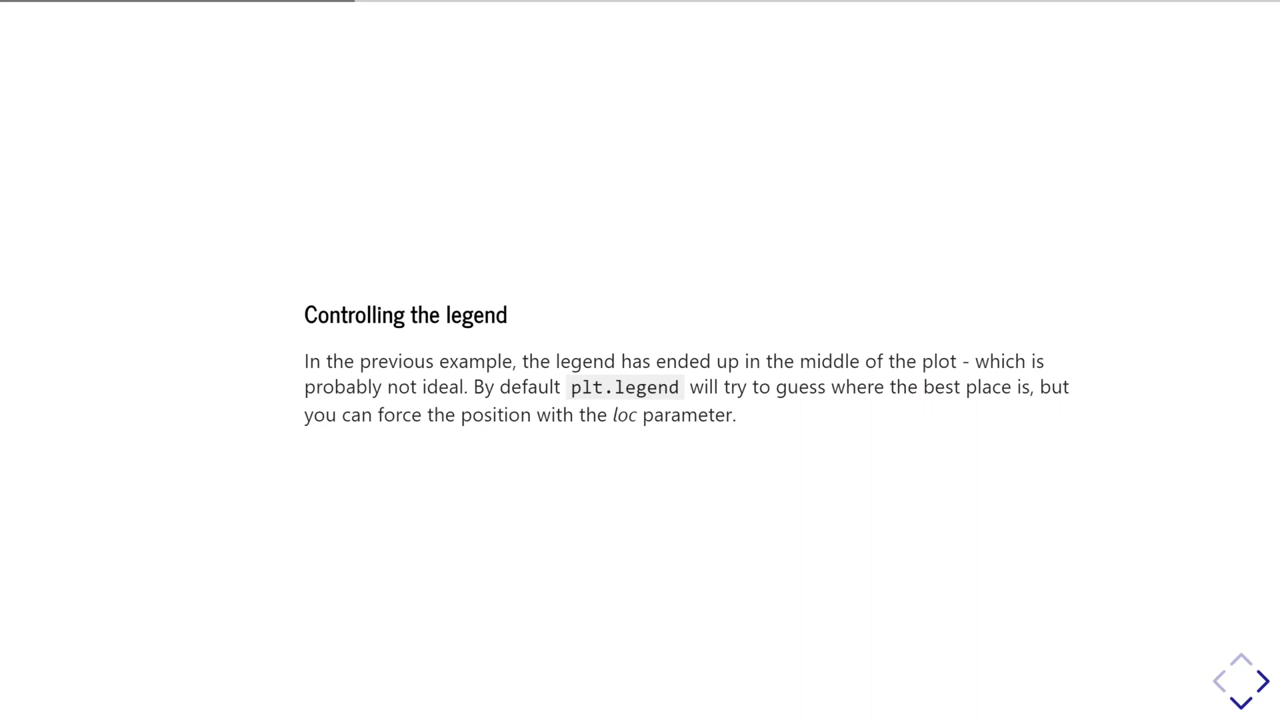 Controlling the legend
In the previous example, the legend has ended up in the middle of the plot - which is
probably not ideal. By default plt.legend will try to guess where the best place is, but
you can force the position with the loc parameter.